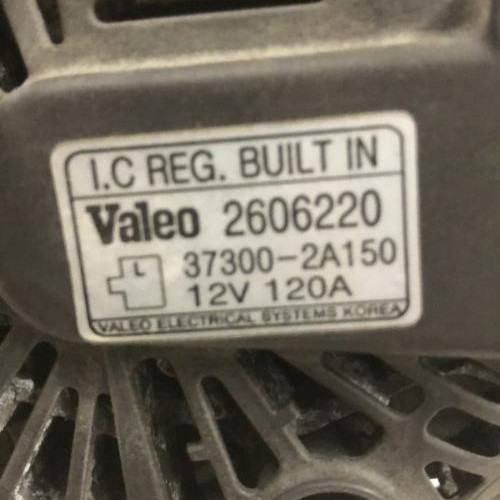 I.C REG. BUILT IN
Valeo 2606220
37300-2A150
L
12V 120A
VALEO ELECTRICAL SYSTEMS KOREA